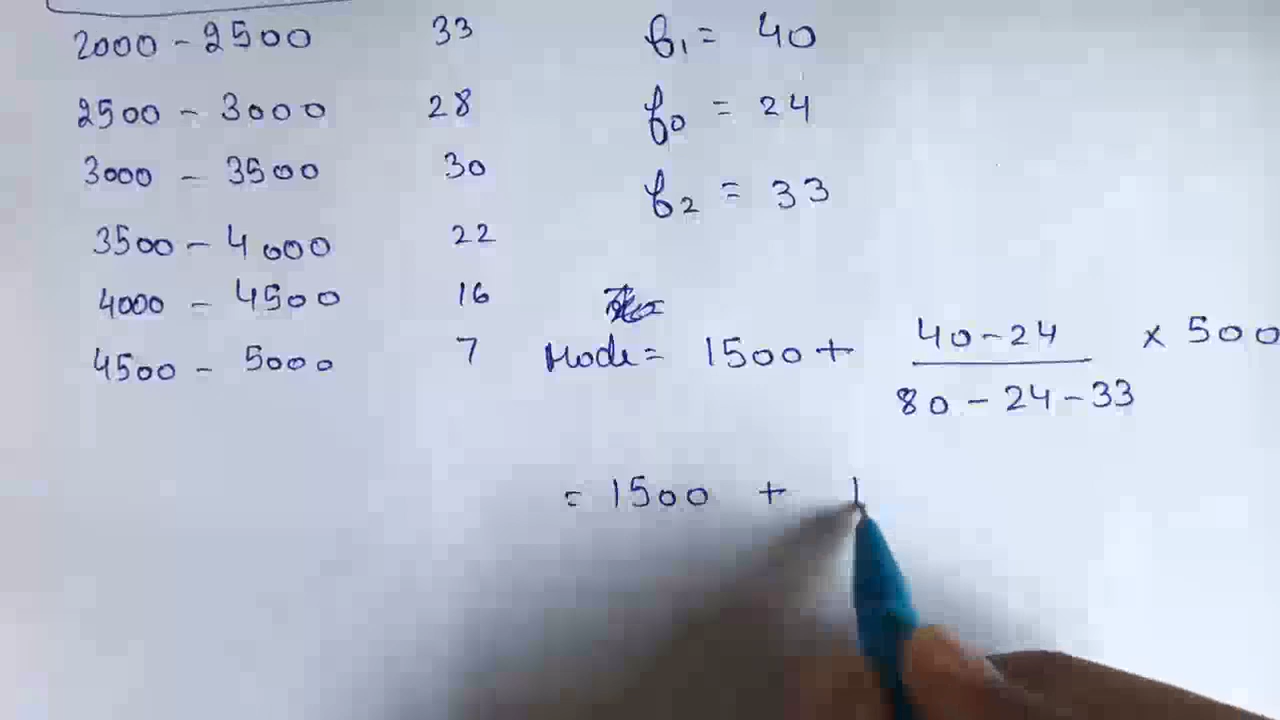 2000 - 2500 33
2500 - 3000 28
3000 - 3500 30
3500 - 4000 22
4000 - 4500 16
4500 - 5000 7
f1 = 40
f0 = 24
f2 = 33
Mode = 1500 + 40-24 / 80-24-33 x 500
= 1500 + 1